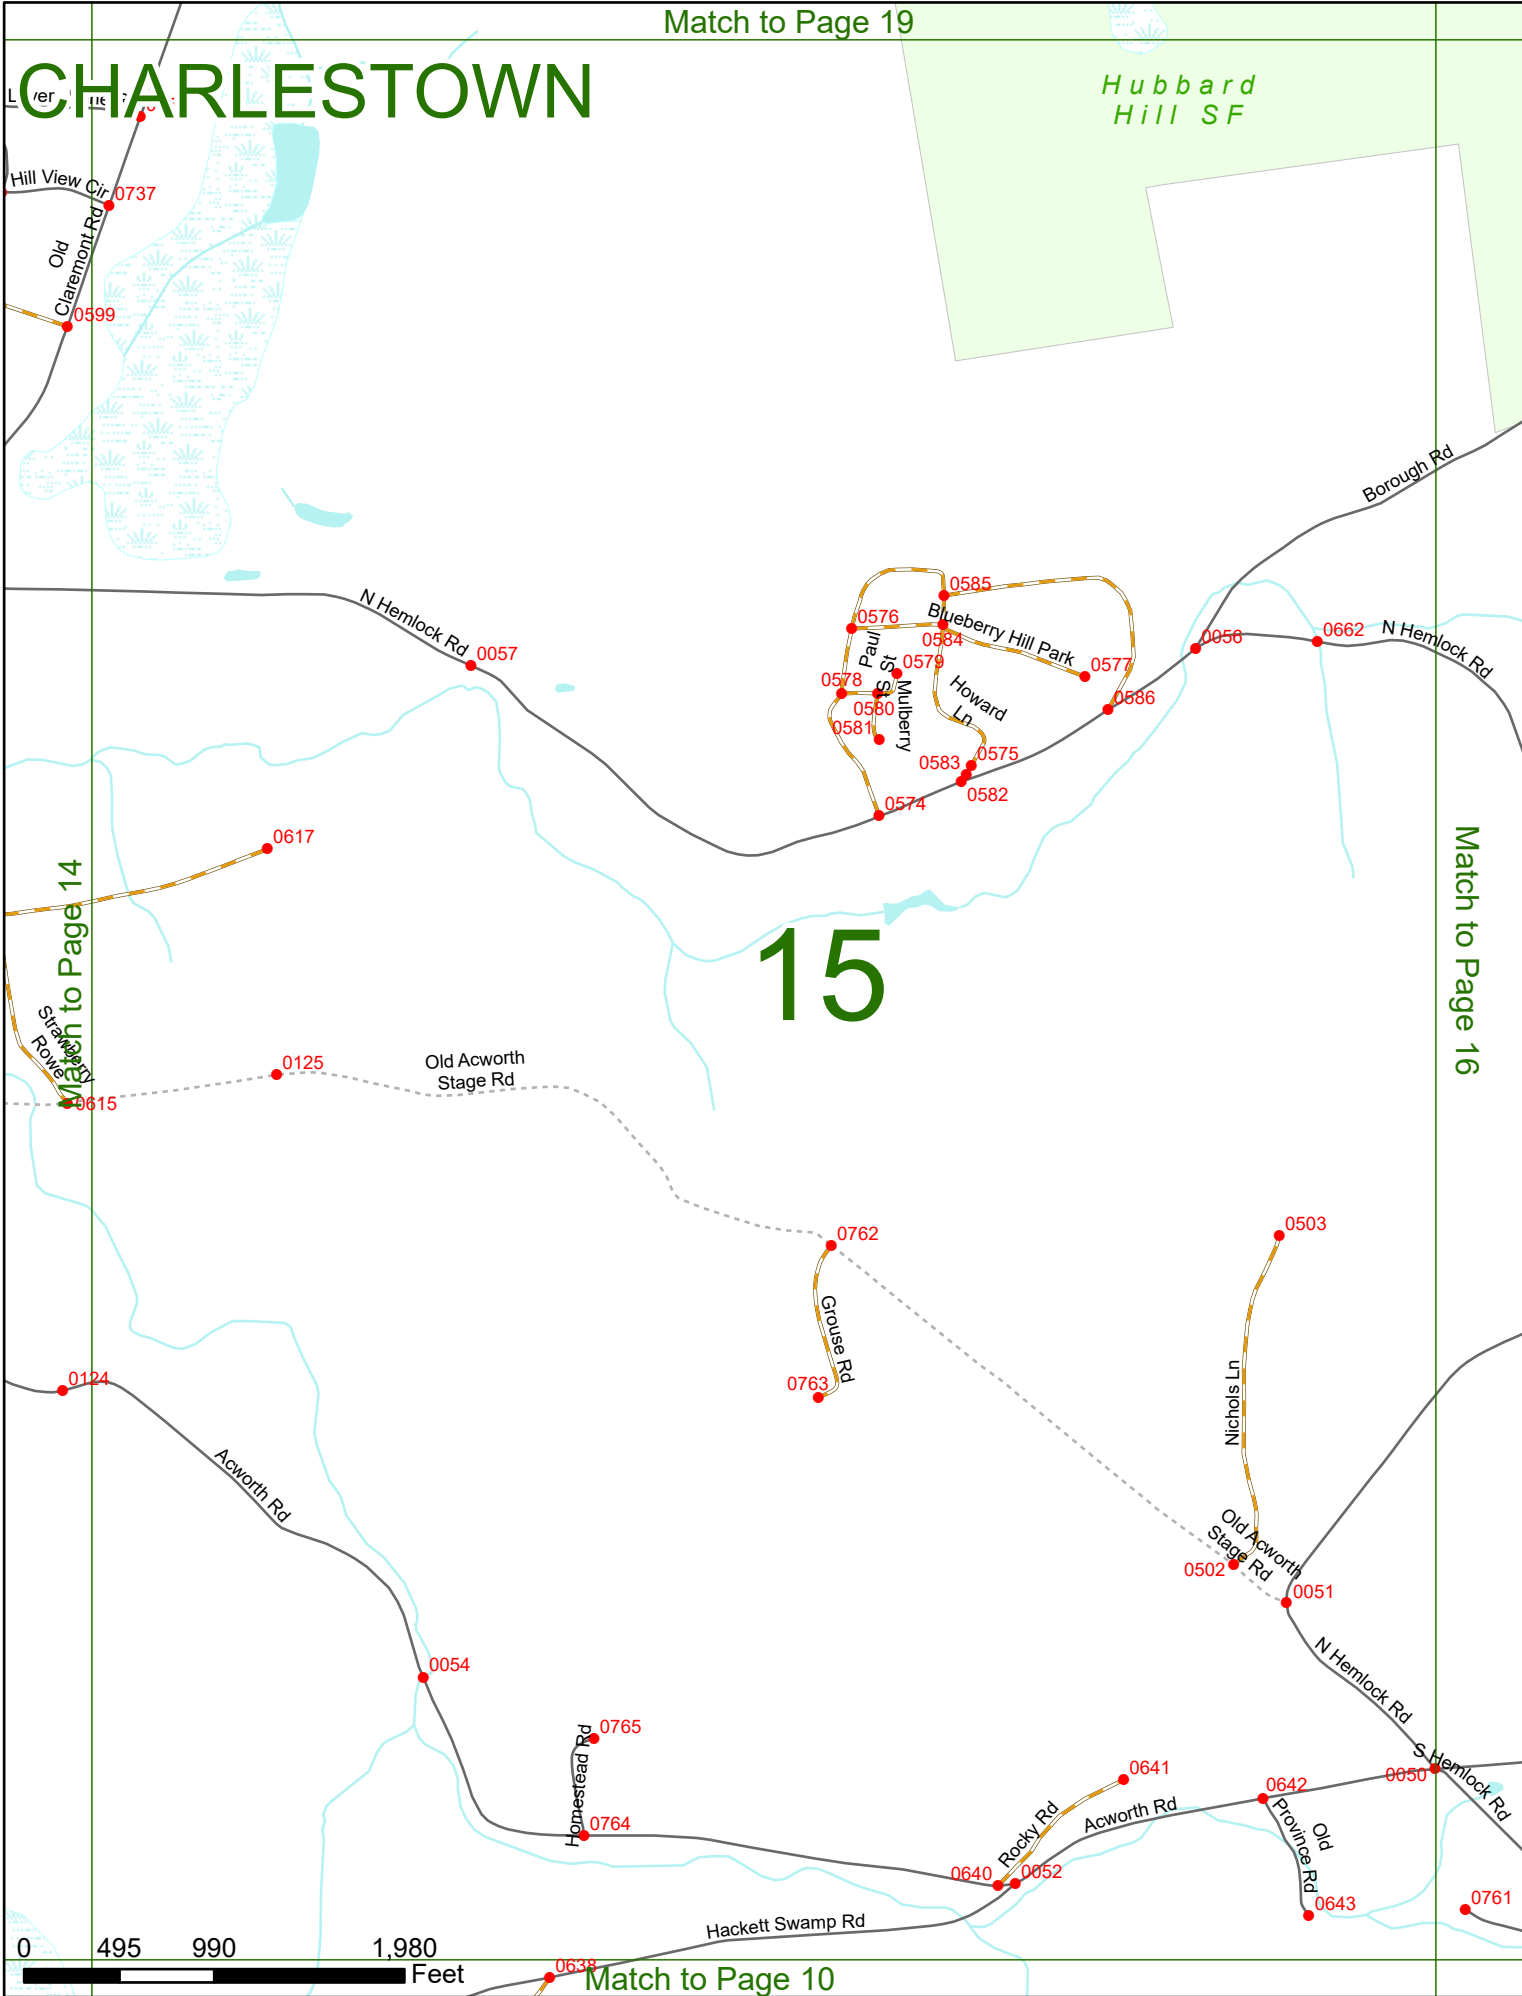 Match to Page 19
CHARLESTOWN
Hubbard
Hill SF
Hill View Cir
0737
Old
Claremont Rd
0599
Borough Rd
N Hemlock Rd
0057
0585
0576
Blueberry Hill Park
0584
0056
0662
N Hemlock Rd
Paul
St
0579
0577
0578
St
0580
Mulberry
Howard
Ln
0586
0581
0575
0583
0582
0574
0617
Match to Page 14
15
Match to Page 16
Strawberry
Rowe
0615
0125
Old Acworth
Stage Rd
0762
0503
Grouse Rd
0763
0124
Nichols Ln
Acworth Rd
Old Acworth
Stage Rd
0502
0051
N Hemlock Rd
0054
0765
Homestead Rd
0764
0641
0642
0050
S Hemlock Rd
Rocky Rd
Acworth Rd
Old
Province Rd
0640
0052
0643
0761
Hackett Swamp Rd
0 495 990 1,980
Feet
0638
Match to Page 10